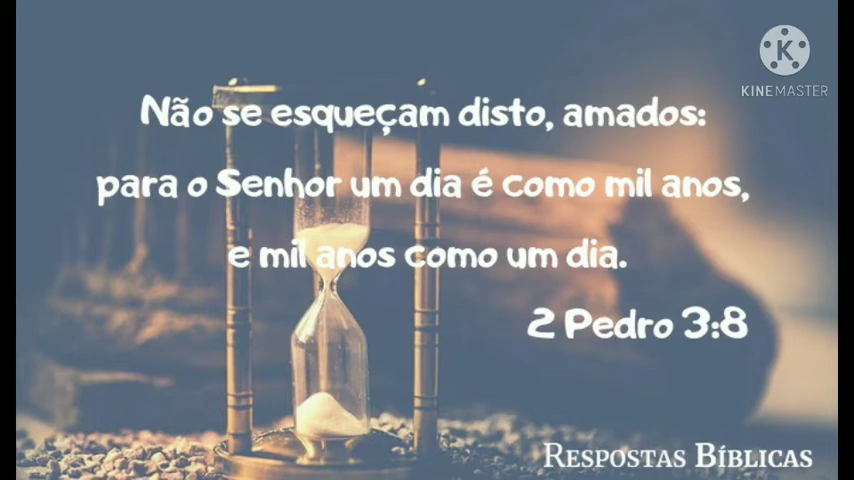 KINEMASTER
Não se esqueçam disto, amados:
para o Senhor um dia é como mil anos,
e mil anos como um dia.
2 Pedro 3:8
RESPOSTAS BÍBLICAS